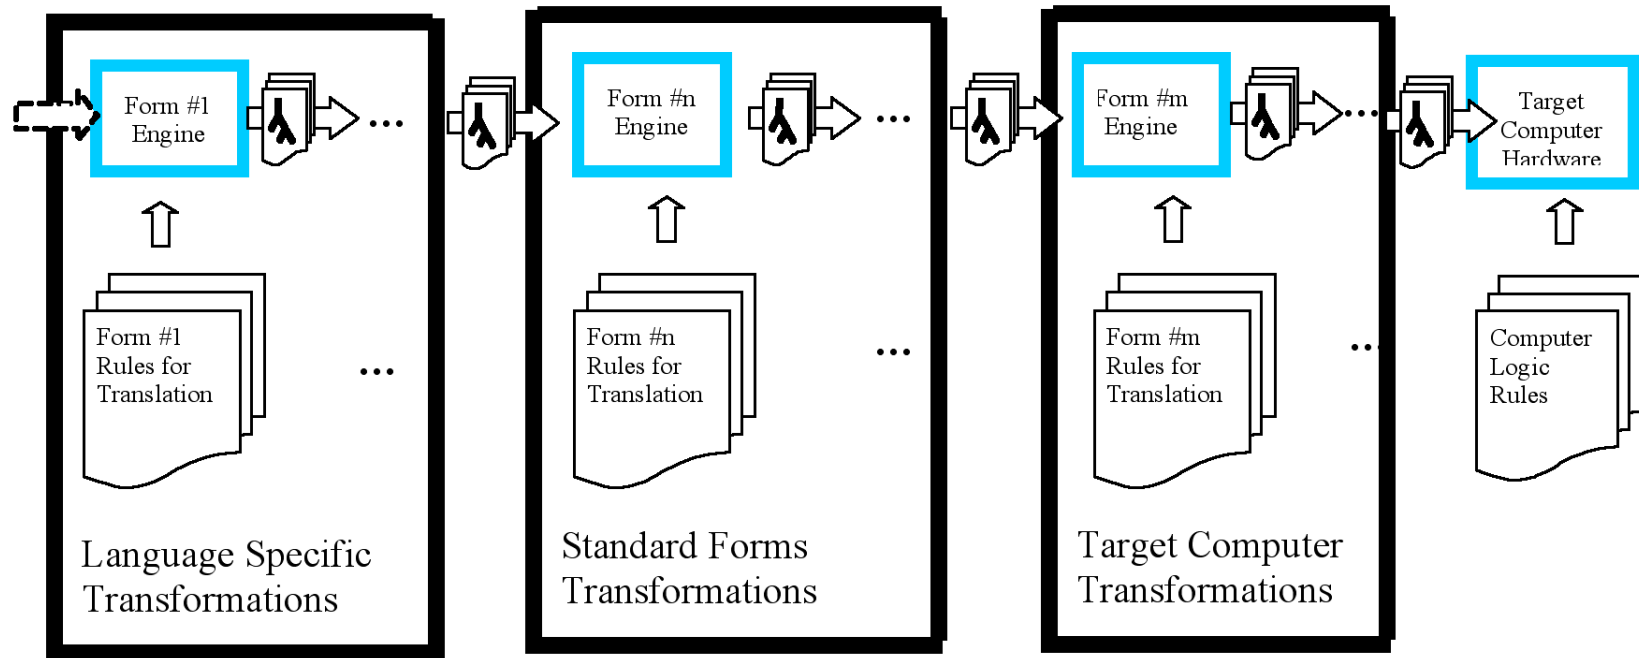 Form #1
Engine
...
Form #1
Rules for
Translation
...
Language Specific
Transformations
Form #n
Engine
...
Form #n
Rules for
Translation
...
Standard Forms
Transformations
Form #m
Engine
...
Form #m
Rules for
Translation
...
Target Computer
Transformations
Target
Computer
Hardware
Computer
Logic
Rules